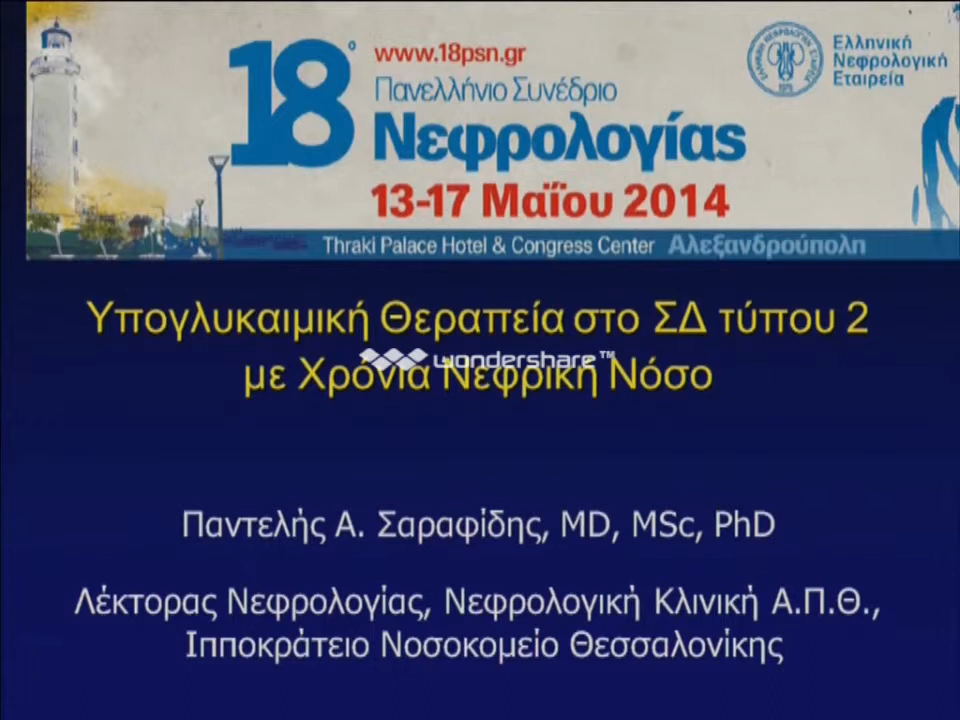 18°
www.18psn.gr
Πανελλήνιο Συνέδριο
Νεφρολογίας
13-17 Μαΐου 2014
Thraki Palace Hotel & Congress Center Αλεξανδρούπολη
Ελληνική
Νεφρολογική
Εταιρεία
Υπογλυκαιμική Θεραπεία στο ΣΔ τύπου 2
με Χρόνια Νεφρική Νόσο
wondershare™
Παντελής Α. Σαραφίδης, MD, MSc, PhD
Λέκτορας Νεφρολογίας, Νεφρολογική Κλινική Α.Π.Θ.,
Ιπποκράτειο Νοσοκομείο Θεσσαλονίκης